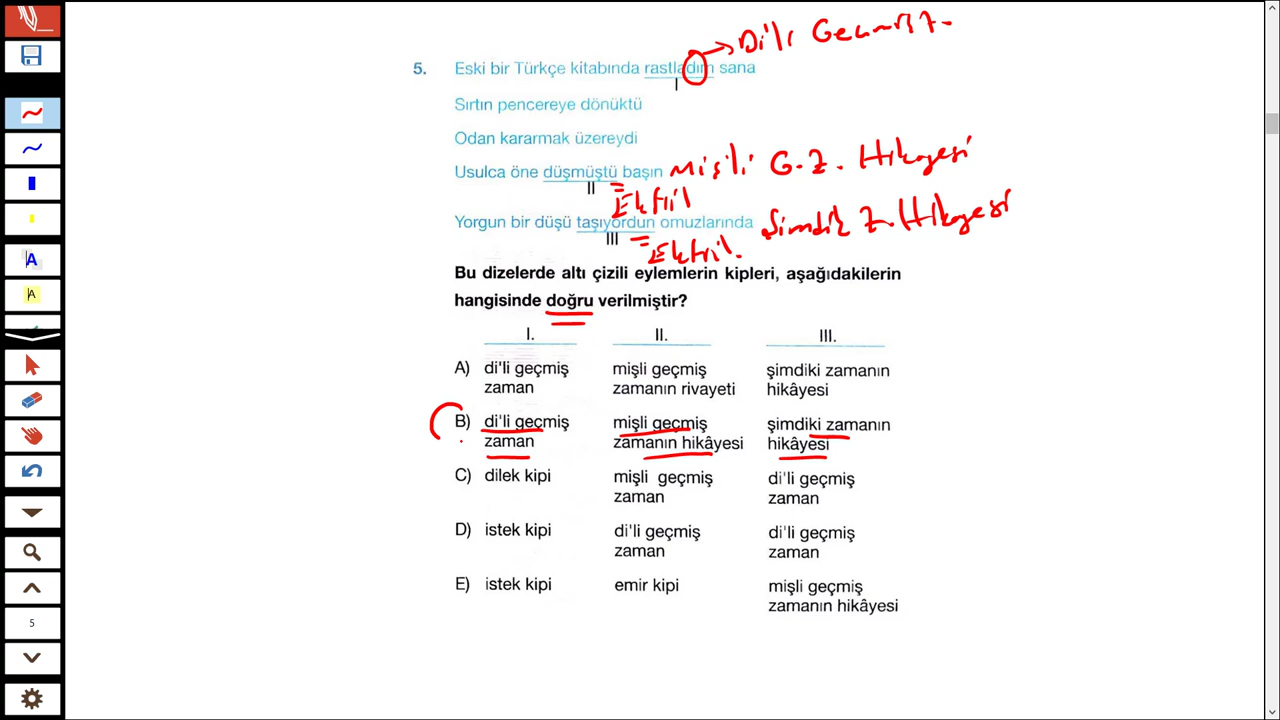 Di'li Geçmiş Z.
5. Eski bir Türkçe kitabında rastladım sana
I
Sırtın pencereye dönüktü
Odan kararmak üzereydi
Usulca öne düşmüştü başın Mişli G.Z. Hikayesi
II
Ekfiil
Yorgun bir düşü taşıyordun omuzlarında Şimdik Z. Hikayesi
III
Ekfiil.
Bu dizelerde altı çizili eylemlerin kipleri, aşağıdakilerin
hangisinde doğru verilmiştir?
I. II. III.
A) di'li geçmiş mişli geçmiş şimdiki zamanın
zaman zamanın rivayeti hikâyesi
B) di'li geçmiş mişli geçmiş şimdiki zamanın
zaman zamanın hikâyesi hikâyesi
C) dilek kipi mişli geçmiş di'li geçmiş
zaman zaman
D) istek kipi di'li geçmiş di'li geçmiş
zaman zaman
E) istek kipi emir kipi mişli geçmiş
zamanın hikâyesi
A
A
5